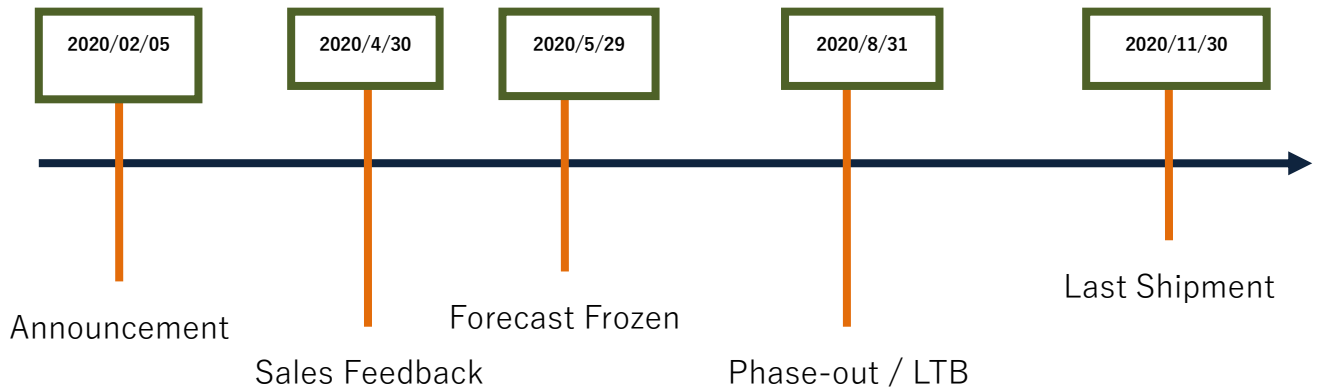 2020/02/05
2020/4/30
2020/5/29
2020/8/31
2020/11/30
Announcement
Sales Feedback
Forecast Frozen
Phase-out / LTB
Last Shipment